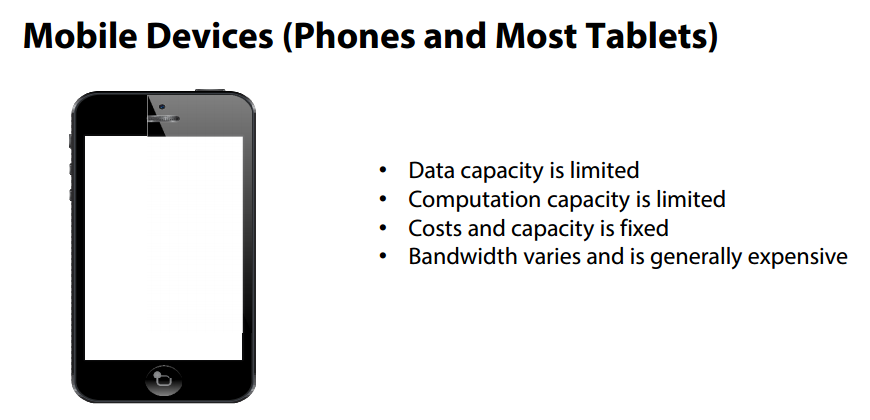 Mobile Devices (Phones and Most Tablets)
• Data capacity is limited
• Computation capacity is limited
• Costs and capacity is fixed
• Bandwidth varies and is generally expensive